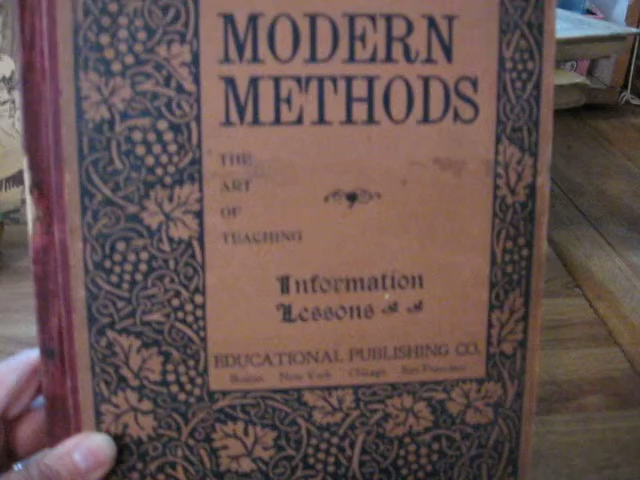 MODERN
METHODS
THE
ART
OF
TEACHING
Information
Lessons
EDUCATIONAL PUBLISHING CO.
Boston New York Chicago San Francisco